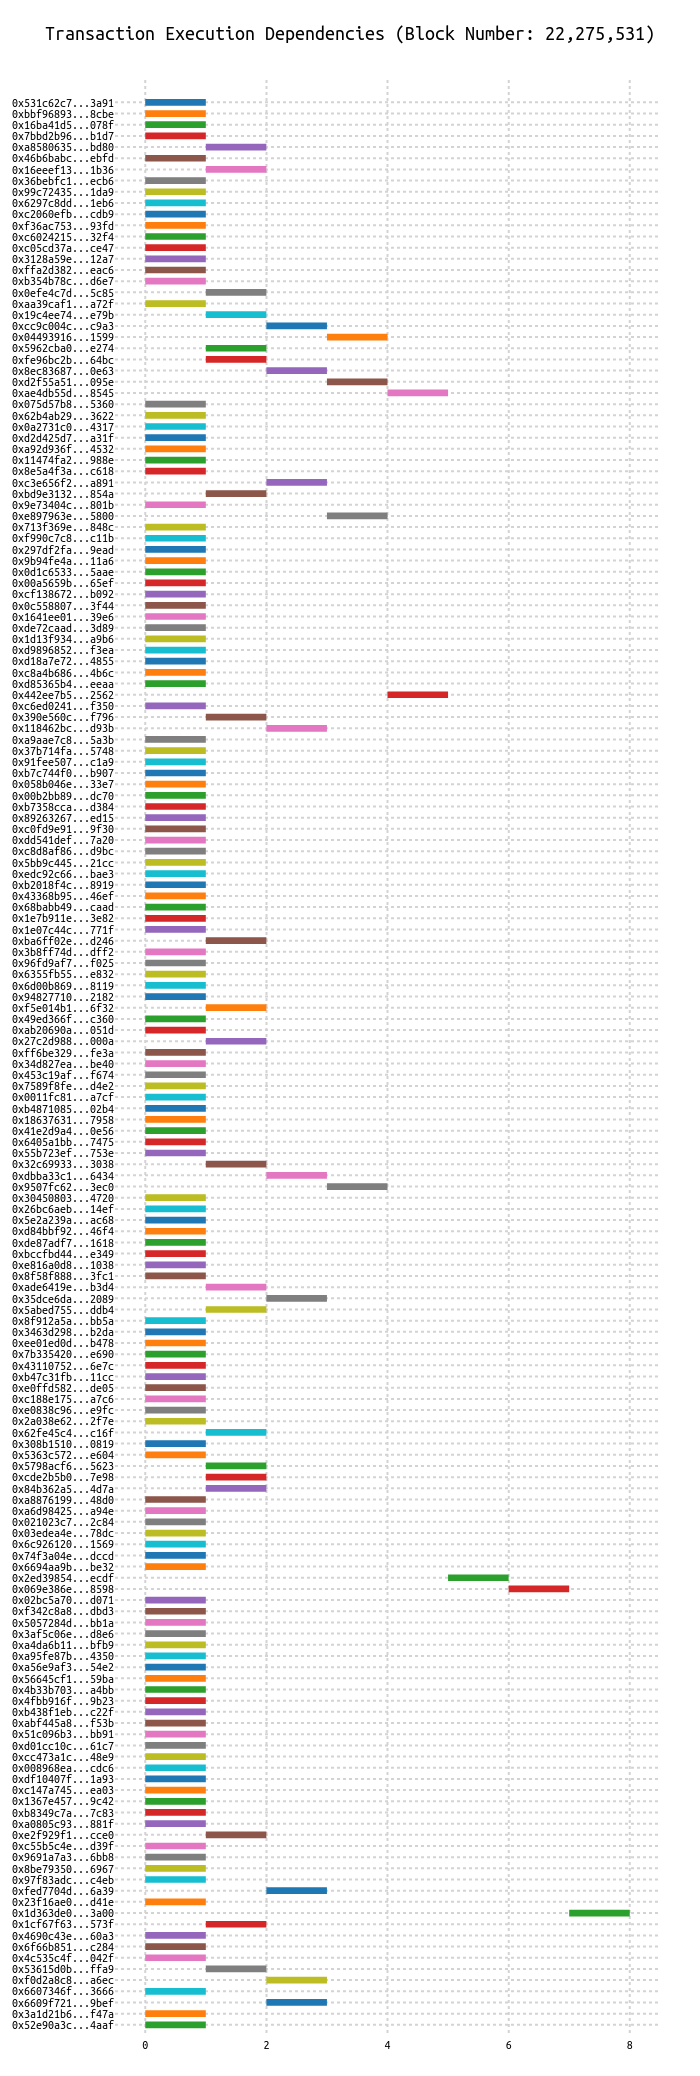 Transaction Execution Dependencies (Block Number: 22,275,531)
0x531c62c7...3a91
0xbbf96893...8cbe
0x16ba41d5...078f
0x7bbd2b96...b1d7
0xa8580635...bd80
0x46b6babc...ebfd
0x16eeef13...1b36
0x36bebfc1...ecb6
0x99c72435...1da9
0x6297c8dd...1eb6
0xc2060efb...cdb9
0xf36ac753...93fd
0xc6024215...32f4
0xc05cd37a...ce47
0x3128a59e...12a7
0xffa2d382...eac6
0xb354b78c...d6e7
0x0efe4c7d...5c85
0xaa39caf1...a72f
0x19c4ee74...e79b
0xcc9c004c...c9a3
0x04493916...1599
0x5962cba0...e274
0xfe96bc2b...64bc
0x8ec83687...0e63
0xd2f55a51...095e
0xae4db55d...8545
0x075d57b8...5360
0x62b4ab29...3622
0x0a2731c0...4317
0xd2d425d7...a31f
0xa92d936f...4532
0x11474fa2...988e
0x8e5a4f3a...c618
0xc3e656f2...a891
0xbd9e3132...854a
0x9e73404c...801b
0xe897963e...5800
0x713f369e...848c
0xf990c7c8...c11b
0x297df2fa...9ead
0x9b94fe4a...11a6
0x0d1c6533...5aae
0x00a5659b...65ef
0xcf138672...b092
0x0c558807...3f44
0x1641ee01...39e6
0xde72caad...3d89
0x1d13f934...a9b6
0xd9896852...f3ea
0xd18a7e72...4855
0xc8a4b686...4b6c
0xd85365b4...eeaa
0x442ee7b5...2562
0xc6ed0241...f350
0x390e560c...f796
0x118462bc...d93b
0xa9aae7c8...5a3b
0x37b714fa...5748
0x91fee507...c1a9
0xb7c744f0...b907
0x058b046e...33e7
0x00b2bb89...dc70
0xb7358cca...d384
0x89263267...ed15
0xc0fd9e91...9f30
0xdd541def...7a20
0xc8d8af86...d9bc
0x5bb9c445...21cc
0xedc92c66...bae3
0xb2018f4c...8919
0x43368b95...46ef
0x68babb49...caad
0x1e7b911e...3e82
0x1e07c44c...771f
0xba6ff02e...d246
0x3b8ff74d...dff2
0x96fd9af7...f025
0x6355fb55...e832
0x6d00b869...8119
0x94827710...2182
0xf5e014b1...6f32
0x49ed366f...c360
0xab20690a...051d
0x27c2d988...000a
0xff6be329...fe3a
0x34d827ea...be40
0x453c19af...f674
0x7589f8fe...d4e2
0x0011fc81...a7cf
0xb4871085...02b4
0x18637631...7958
0x41e2d9a4...0e56
0x6405a1bb...7475
0x55b723ef...753e
0x32c69933...3038
0xdbba33c1...6434
0x9507fc62...3ec0
0x30450803...4720
0x26bc6aeb...14ef
0x5e2a239a...ac68
0xd84bbf92...46f4
0xde87adf7...1618
0xbccfbd44...e349
0xe816a0d8...1038
0x8f58f888...3fc1
0xade6419e...b3d4
0x35dce6da...2089
0x5abed755...ddb4
0x8f912a5a...bb5a
0x3463d298...b2da
0xee01ed0d...b478
0x7b335420...e690
0x43110752...6e7c
0xb47c31fb...11cc
0xe0ffd582...de05
0xc188e175...a7c6
0xe0838c96...e9fc
0x2a038e62...2f7e
0x62fe45c4...c16f
0x308b1510...0819
0x5363c572...e604
0x5798acf6...5623
0xcde2b5b0...7e98
0x84b362a5...4d7a
0xa8876199...48d0
0xa6d98425...a94e
0x021023c7...2c84
0x03edea4e...78dc
0x6c926120...1569
0x74f3a04e...dccd
0x6694aa9b...be32
0x2ed39854...ecdf
0x069e386e...8598
0x02bc5a70...d071
0xf342c8a8...dbd3
0x5057284d...bb1a
0x3af5c06e...d8e6
0xa4da6b11...bfb9
0xa95fe87b...4350
0xa56e9af3...54e2
0x56645cf1...59ba
0x4b33b703...a4bb
0x4fbb916f...9b23
0xb438f1eb...c22f
0xabf445a8...f53b
0x51c096b3...bb91
0xd01cc10c...61c7
0xcc473a1c...48e9
0x008968ea...cdc6
0xdf10407f...1a93
0xc147a745...ea03
0x1367e457...9c42
0xb8349c7a...7c83
0xa0805c93...881f
0xe2f929f1...cce0
0xc55b5c4e...d39f
0x9691a7a3...6bb8
0x8be79350...6967
0x97f83adc...c4eb
0xfed7704d...6a39
0x23f16ae0...d41e
0x1d363de0...3a00
0x1cf67f63...573f
0x4690c43e...60a3
0x6f66b851...c284
0x4c535c4f...042f
0x53615d0b...ffa9
0xf0d2a8c8...a6ec
0x6607346f...3666
0x6609f721...9bef
0x3a1d21b6...f47a
0x52e90a3c...4aaf
0 2 4 6 8